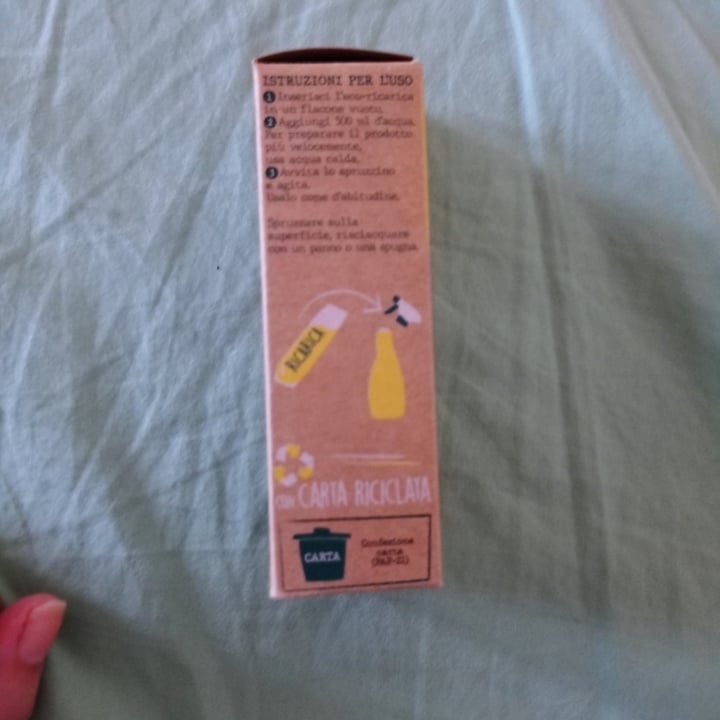 ISTRUZIONI PER L'USO
1 Inserisci l'eco-ricarica
in un flacone vuoto.
2 Aggiungi 500 ml d'acqua.
Per preparare il prodotto
più velocemente,
usa acqua calda.
3 Avvita lo spruzzino
e agita.
Usalo come d'abitudine.
Spruzzare sulla
superficie, risciacquare
con un panno o una spugna.
RICARICA
CON CARTA RICICLATA
CARTA
Confezione
carta
(PAP-21)